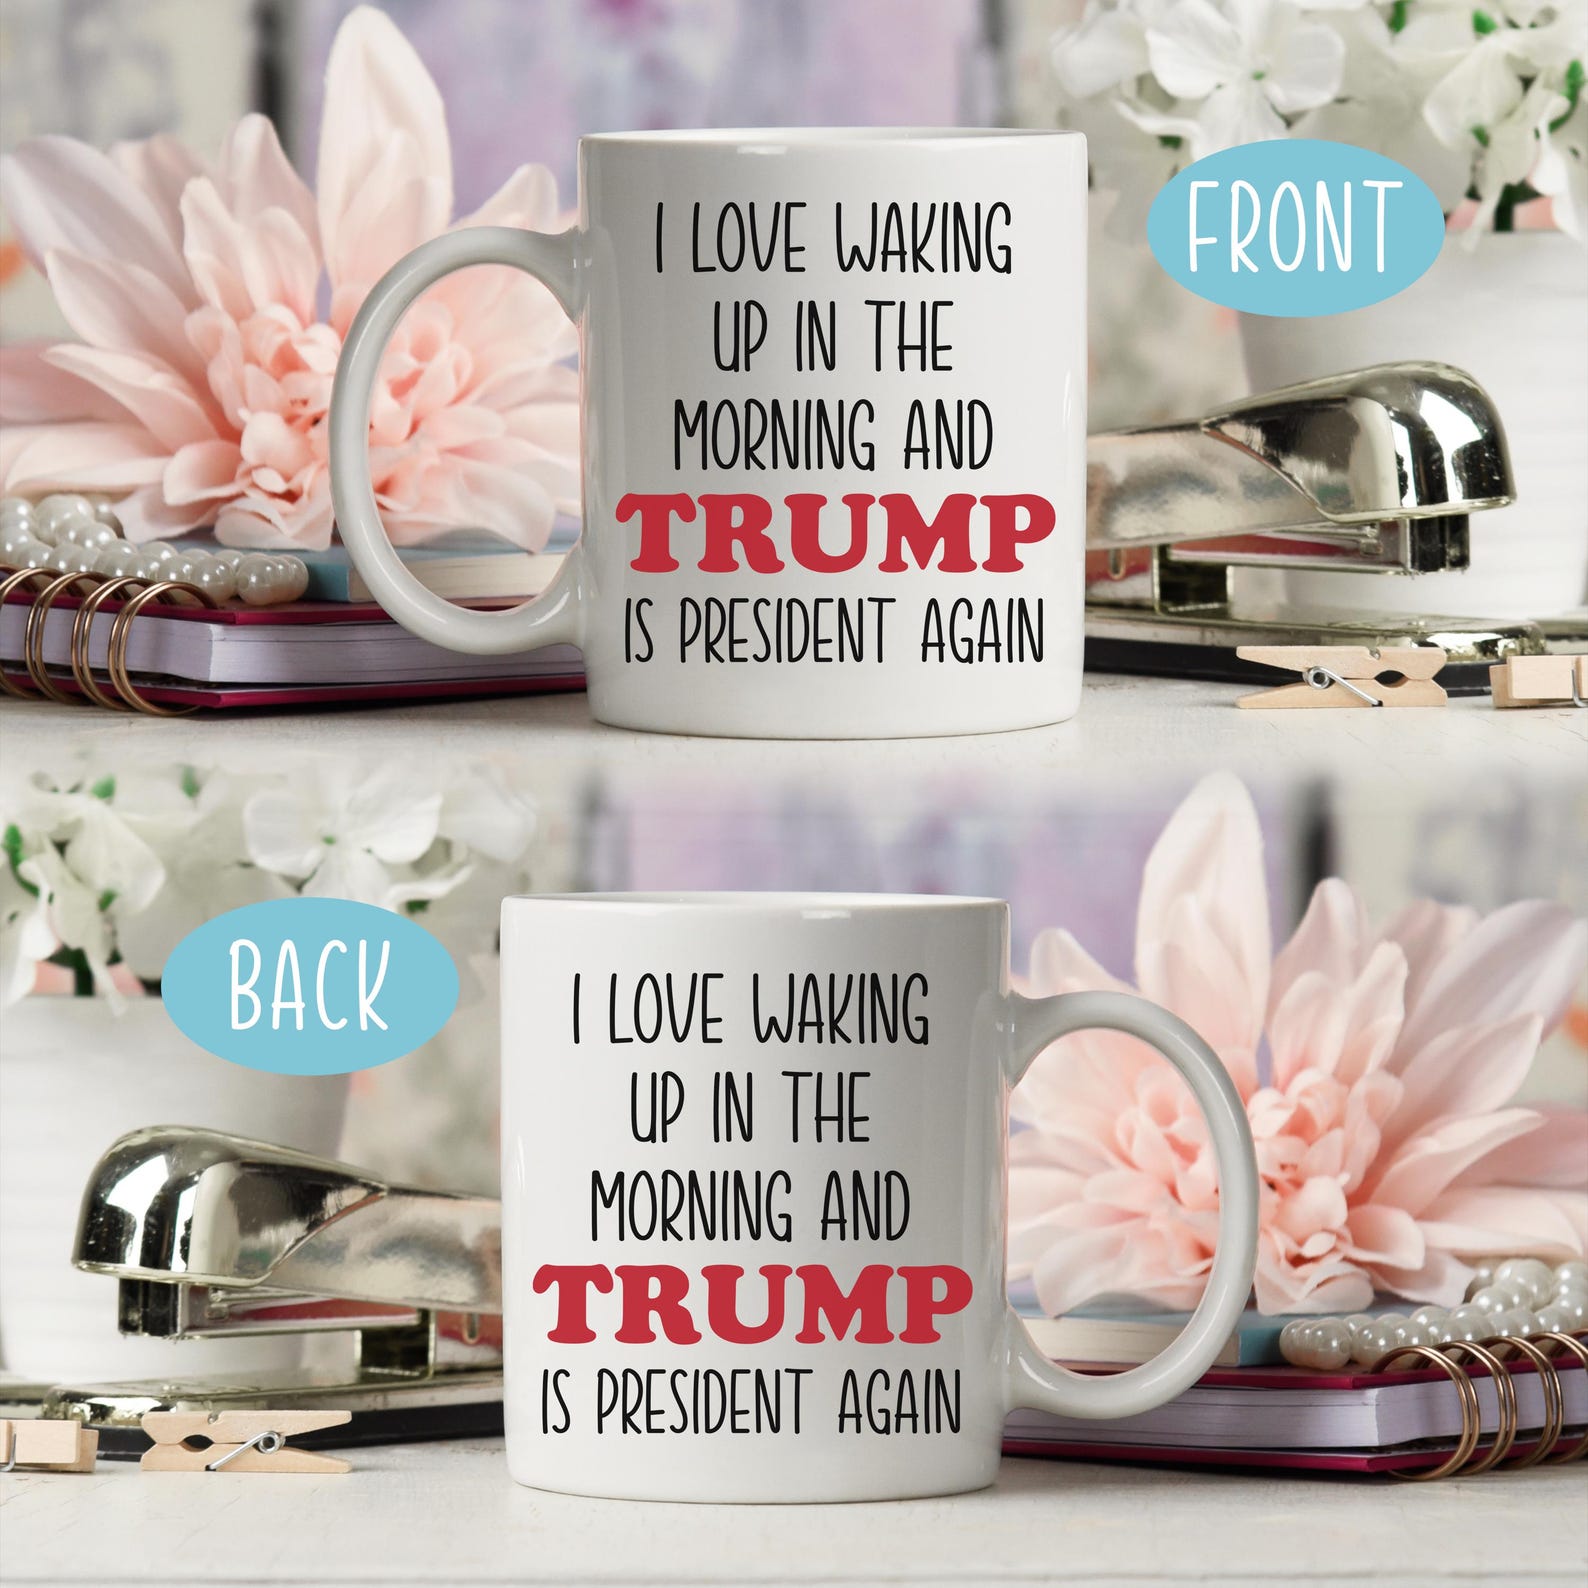 I LOVE WAKING
UP IN THE
MORNING AND
TRUMP
IS PRESIDENT AGAIN
FRONT
BACK
I LOVE WAKING
UP IN THE
MORNING AND
TRUMP
IS PRESIDENT AGAIN